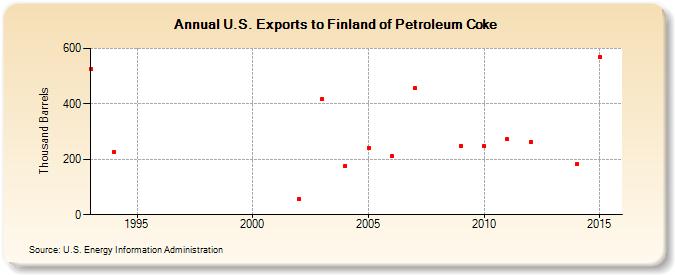 Annual U.S. Exports to Finland of Petroleum Coke
Thousand Barrels
600
400
200
0
1995 2000 2005 2010 2015
Source: U.S. Energy Information Administration